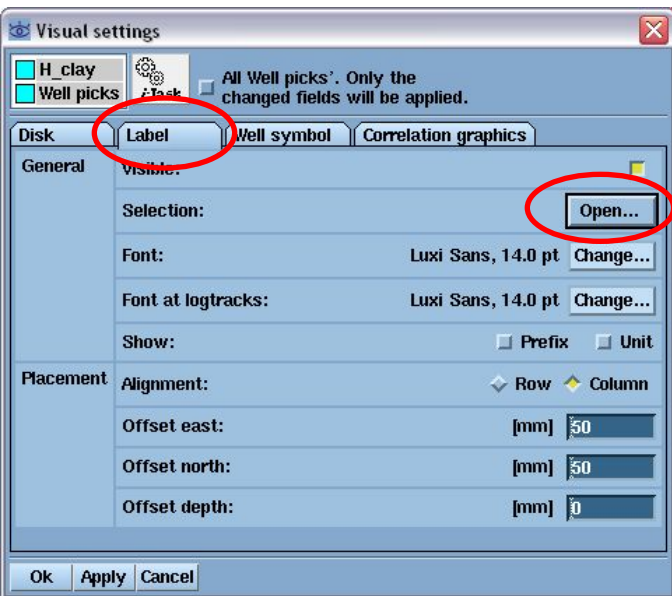 Visual settings
H_clay
Well picks
i-Task
All Well picks'. Only the
changed fields will be applied.
Disk Label Well symbol Correlation graphics
General Visible:
Selection: Open...
Font: Luxi Sans, 14.0 pt Change...
Font at logtracks: Luxi Sans, 14.0 pt Change...
Show: Prefix Unit
Placement Alignment: Row Column
Offset east: [mm] 50
Offset north: [mm] 50
Offset depth: [mm] 0
Ok Apply Cancel